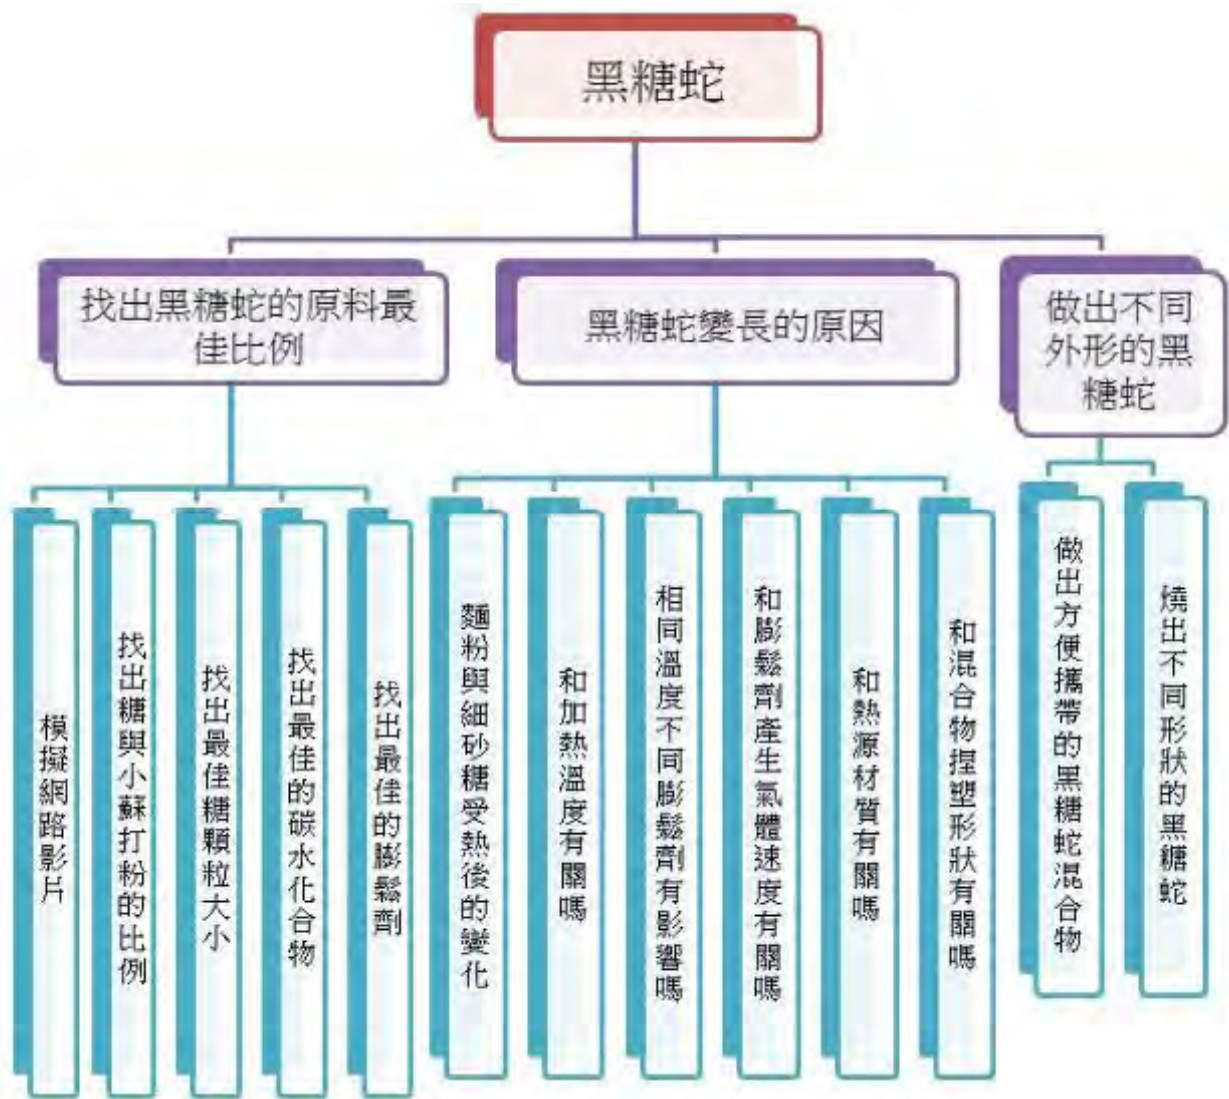 黑糖蛇
找出黑糖蛇的原料最
佳比例
黑糖蛇變長的原因
做出不同
外形的黑
糖蛇
模擬網路影片
找出糖與小蘇打粉的比例
找出最佳糖顆粒大小
找出最佳的碳水化合物
找出最佳的膨鬆劑
麵粉與細砂糖受熱後的變化
和加熱溫度有關嗎
相同溫度不同膨鬆劑有影響嗎
和膨鬆劑產生氣體速度有關嗎
和熱源材質有關嗎
和混合物捏塑形狀有關嗎
做出方便攜帶的黑糖蛇混合物
燒出不同形狀的黑糖蛇